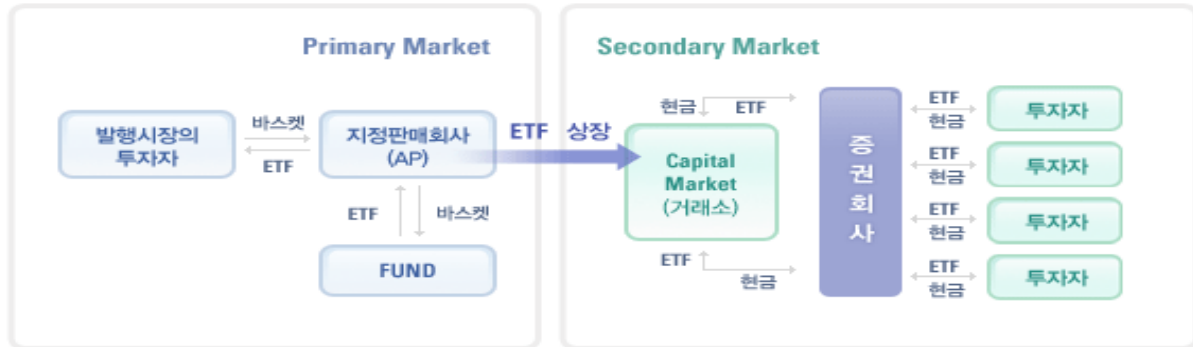 Primary Market
발행시장의
투자자
바스켓
ETF
지정판매회사
(AP)
ETF
바스켓
FUND
ETF 상장
Secondary Market
현금
ETF
Capital
Market
(거래소)
ETF
현금
증
권
회
사
ETF
현금
투자자
ETF
현금
투자자
ETF
현금
투자자
ETF
현금
투자자